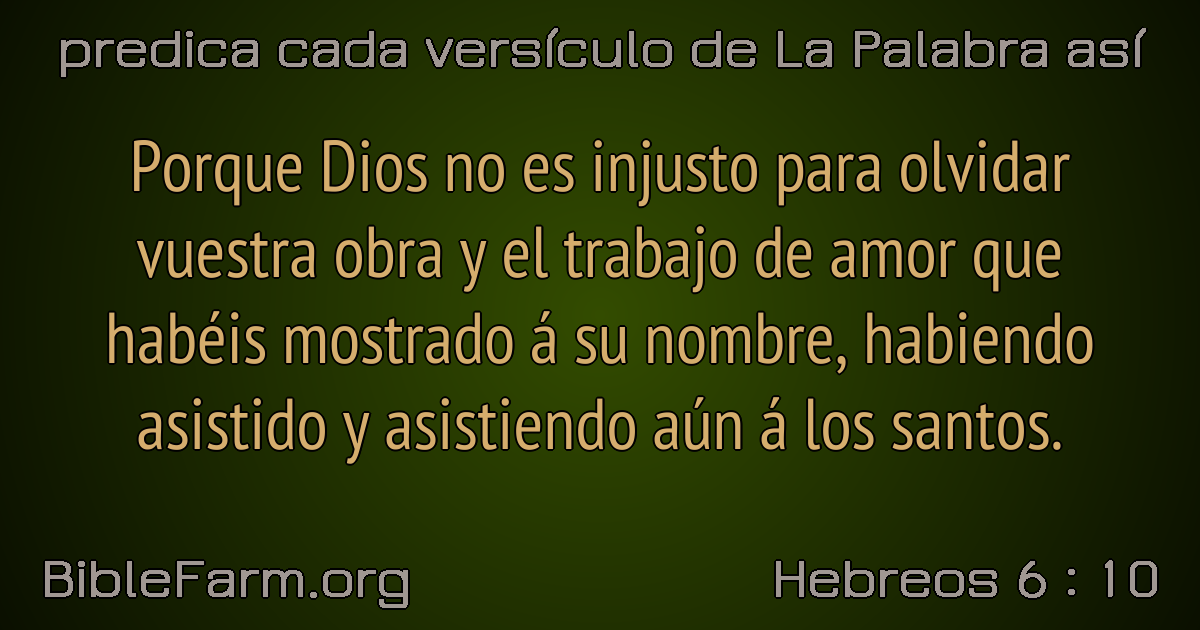 predica cada versículo de La Palabra así
Porque Dios no es injusto para olvidar
vuestra obra y el trabajo de amor que
habéis mostrado á su nombre, habiendo
asistido y asistiendo aún á los santos.
BibleFarm.org
Hebreos 6 : 10